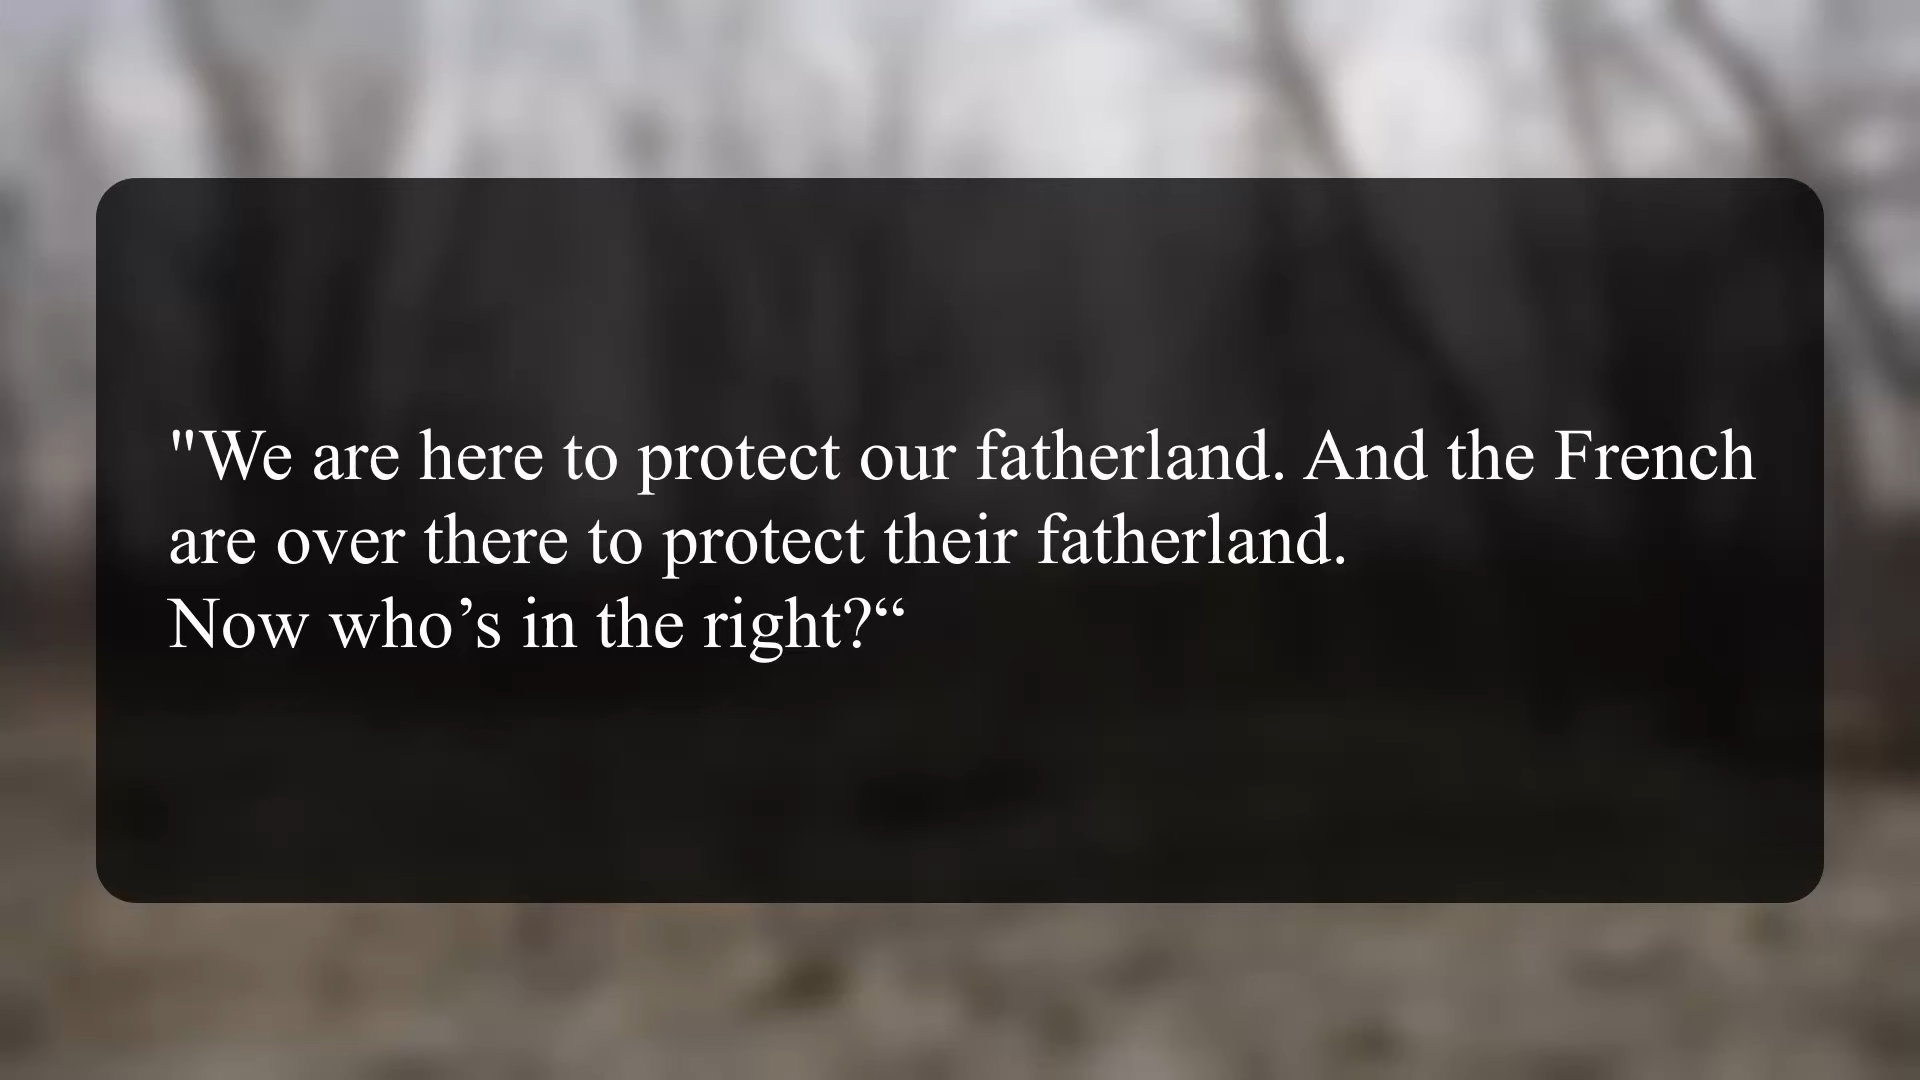 "We are here to protect our fatherland. And the French
are over there to protect their fatherland.
Now who’s in the right?“